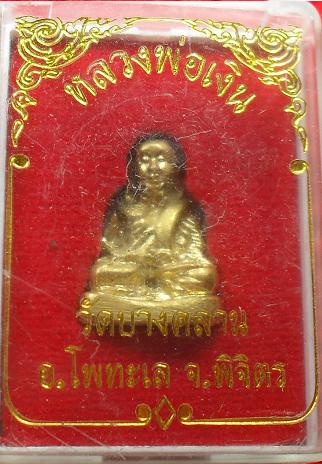 หลวงพ่อเงิน
วัดบางคลาน
อ.โพทะเล จ.พิจิตร